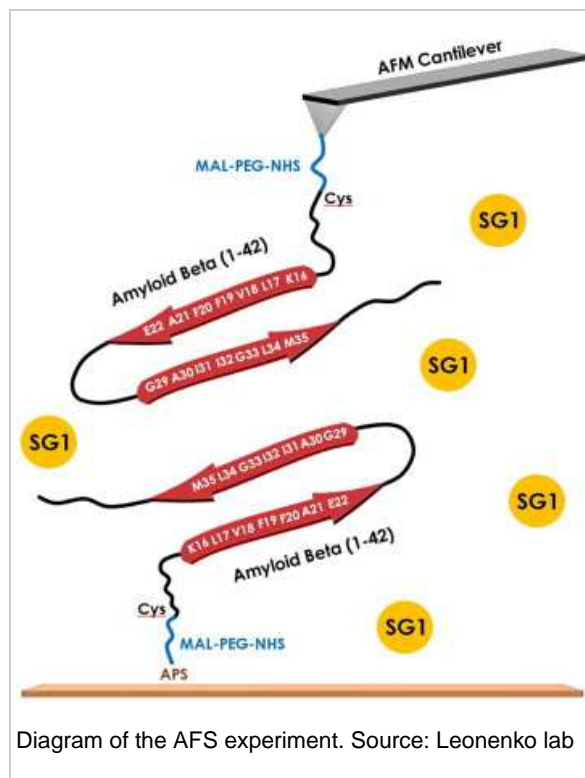 AFM Cantilever
MAL-PEG-NHS
Cys
SG1
Amyloid Beta (1-42)
E22 A21 F20 F19 V18 L17 K16
G29 A30 I31 I32 G33 L34 M35
SG1
SG1
M35 L34 G33 I32 I31 A30 G29
SG1
K16 L17 V18 F19 F20 A21 E22
Amyloid Beta (1-42)
Cys
SG1
MAL-PEG-NHS
APS
Diagram of the AFS experiment. Source: Leonenko lab